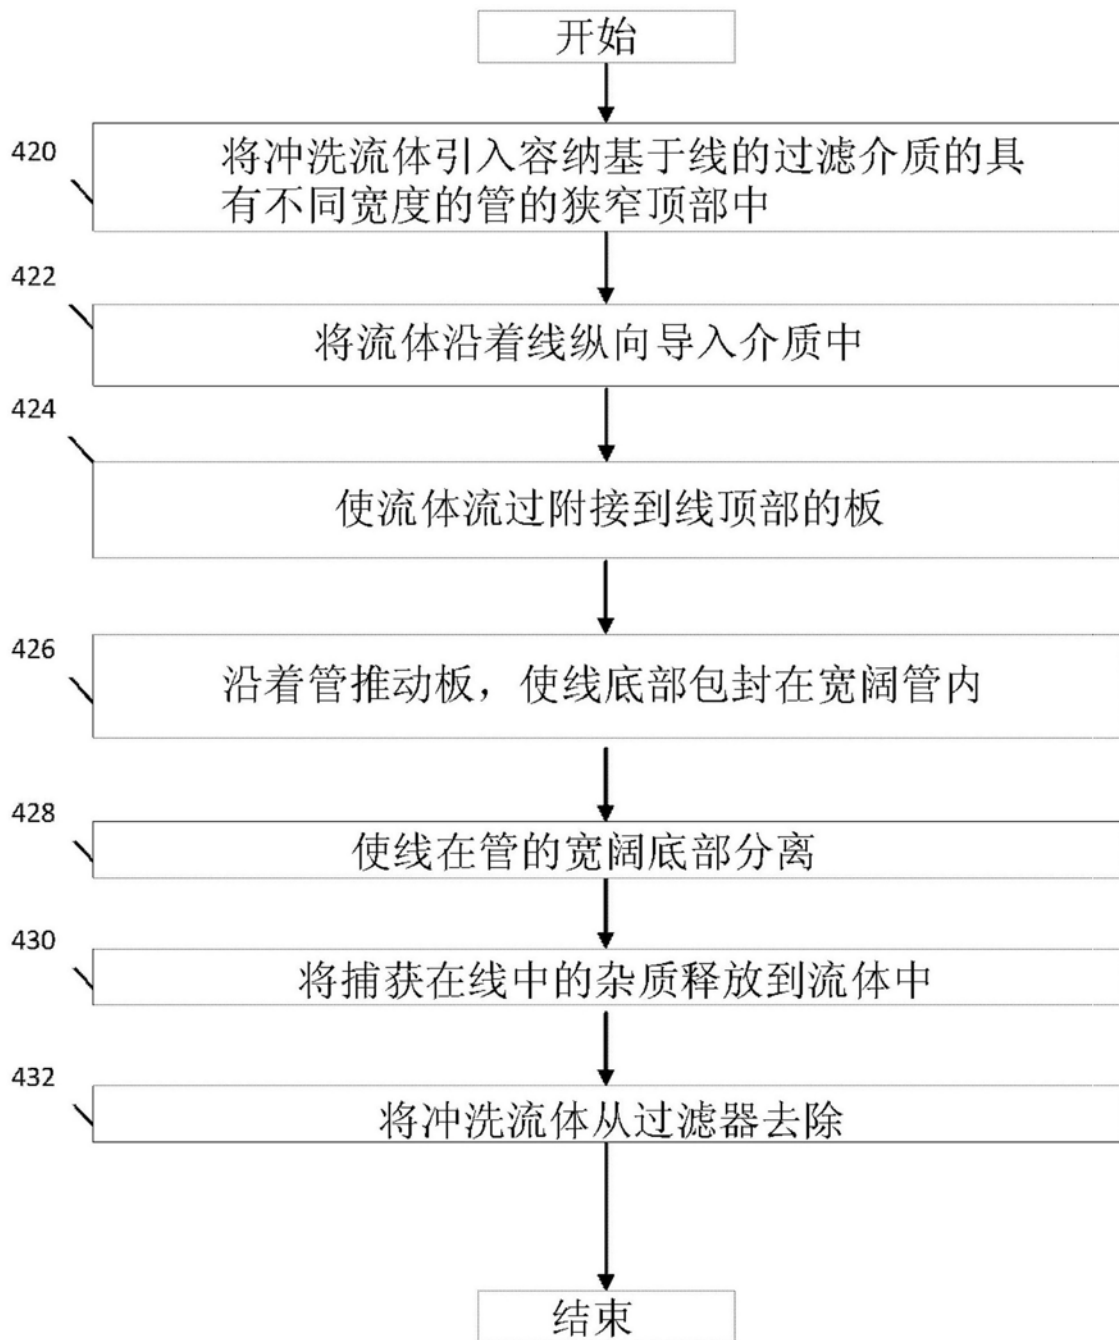 开始
420
将冲洗流体引入容纳基于线的过滤介质的具
有不同宽度的管的狭窄顶部中
422
将流体沿着线纵向导入介质中
424
使流体流过附接到线顶部的板
426
沿着管推动板，使线底部包封在宽阔管内
428
使线在管的宽阔底部分离
430
将捕获在线中的杂质释放到流体中
432
将冲洗流体从过滤器去除
结束